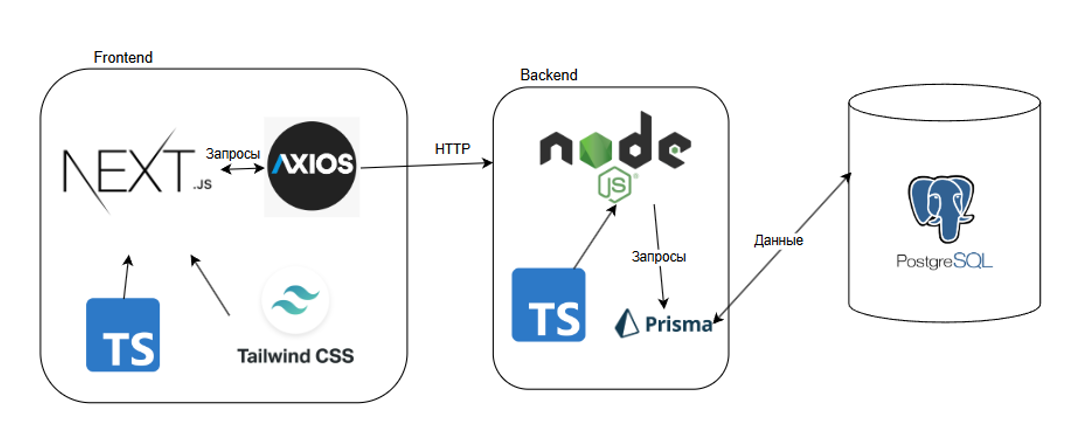 Frontend
NEXT.JS
Запросы
AXIOS
TS
Tailwind CSS
HTTP
Backend
node
JS
®
Запросы
TS
Prisma
Данные
PostgreSQL